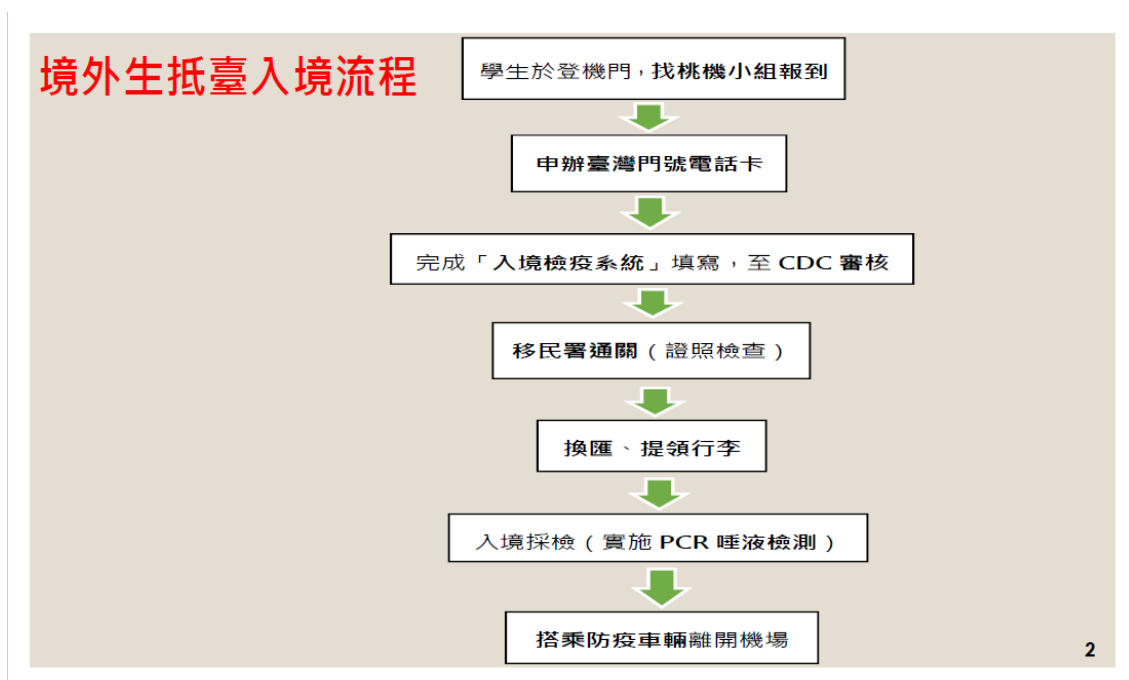 境外生抵臺入境流程
學生於登機門，找桃機小組報到
申辦臺灣門號電話卡
完成「入境檢疫系統」填寫，至 CDC 審核
移民署通關（證照檢查）
換匯、提領行李
入境採檢（實施 PCR 唾液檢測）
搭乘防疫車輛離開機場
2